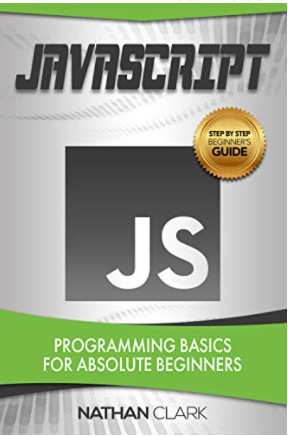 JAVASCRIPT
STEP BY STEP
BEGINNER'S
GUIDE
JS
PROGRAMMING BASICS
FOR ABSOLUTE BEGINNERS
NATHAN CLARK